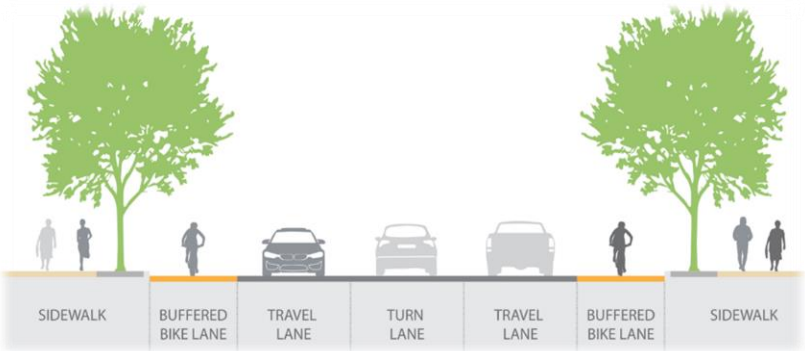 SIDEWALK
BUFFERED
BIKE LANE
TRAVEL
LANE
TURN
LANE
TRAVEL
LANE
BUFFERED
BIKE LANE
SIDEWALK